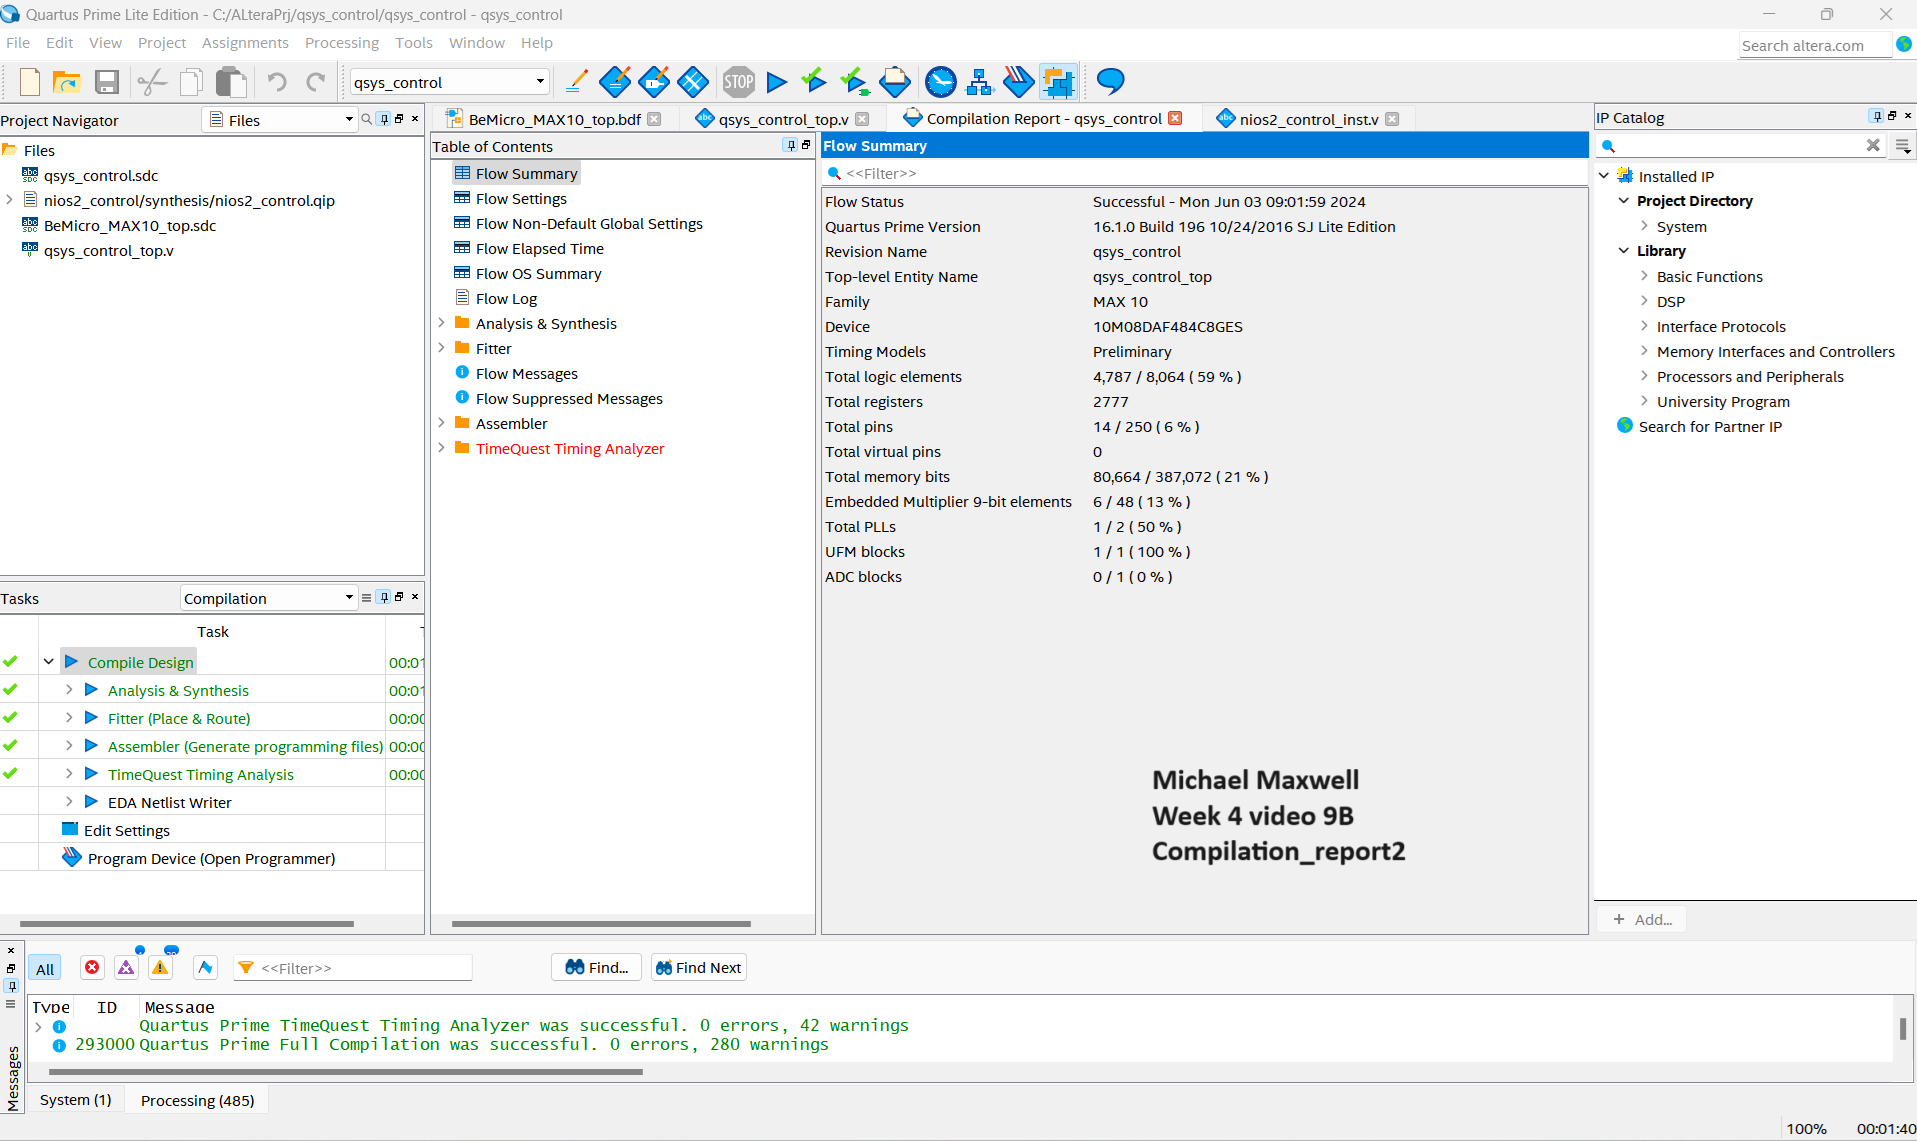 Quartus Prime Lite Edition - C:/ALteraPrj/qsys_control/qsys_control - qsys_control
File Edit View Project Assignments Processing Tools Window Help
Search altera.com
qsys_control
STOP
Project Navigator
Files
Files
qsys_control.sdc
nios2_control/synthesis/nios2_control.qip
BeMicro_MAX10_top.sdc
qsys_control_top.v
Tasks
Compilation
Task
Compile Design 00:01
Analysis & Synthesis 00:01
Fitter (Place & Route) 00:00
Assembler (Generate programming files) 00:00
TimeQuest Timing Analysis 00:00
EDA Netlist Writer
Edit Settings
Program Device (Open Programmer)
BeMicro_MAX10_top.bdf
qsys_control_top.v
Compilation Report - qsys_control
nios2_control_inst.v
Table of Contents
Flow Summary
Flow Settings
Flow Non-Default Global Settings
Flow Elapsed Time
Flow OS Summary
Flow Log
Analysis & Synthesis
Fitter
Flow Messages
Flow Suppressed Messages
Assembler
TimeQuest Timing Analyzer
Flow Summary
<<Filter>>
Flow Status Successful - Mon Jun 03 09:01:59 2024
Quartus Prime Version 16.1.0 Build 196 10/24/2016 SJ Lite Edition
Revision Name qsys_control
Top-level Entity Name qsys_control_top
Family MAX 10
Device 10M08DAF484C8GES
Timing Models Preliminary
Total logic elements 4,787 / 8,064 ( 59 % )
Total registers 2777
Total pins 14 / 250 ( 6 % )
Total virtual pins 0
Total memory bits 80,664 / 387,072 ( 21 % )
Embedded Multiplier 9-bit elements 6 / 48 ( 13 % )
Total PLLs 1 / 2 ( 50 % )
UFM blocks 1 / 1 ( 100 % )
ADC blocks 0 / 1 ( 0 % )
Michael Maxwell
Week 4 video 9B
Compilation_report2
IP Catalog
Installed IP
Project Directory
System
Library
Basic Functions
DSP
Interface Protocols
Memory Interfaces and Controllers
Processors and Peripherals
University Program
Search for Partner IP
+ Add...
All
<<Filter>>
Find...
Find Next
Type ID Message
Quartus Prime TimeQuest Timing Analyzer was successful. 0 errors, 42 warnings
293000 Quartus Prime Full Compilation was successful. 0 errors, 280 warnings
Messages
System (1) Processing (485)
100% 00:01:40